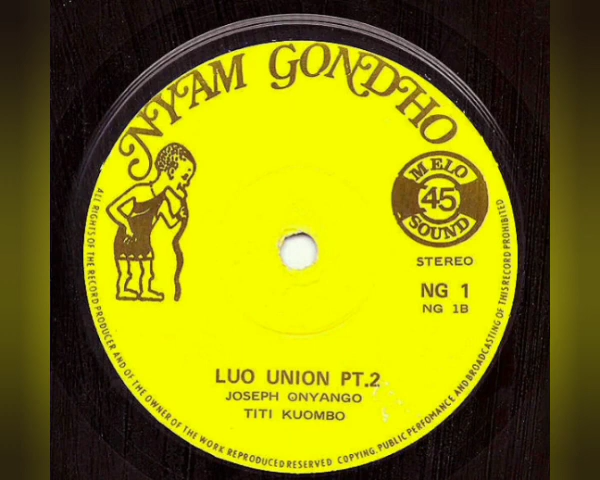 NYAM GONDHO
MELO
45
SOUND
STEREO
NG 1
NG 1B
LUO UNION PT.2
JOSEPH ONYANGO
TITI KUOMBO
ALL RIGHTS OF THE RECORD PRODUCER AND OF THE OWNER OF THE WORK REPRODUCED RESERVED COPYING, PUBLIC PERFOMANCE AND BROADCASTING OF THIS RECORD PROHIBITED